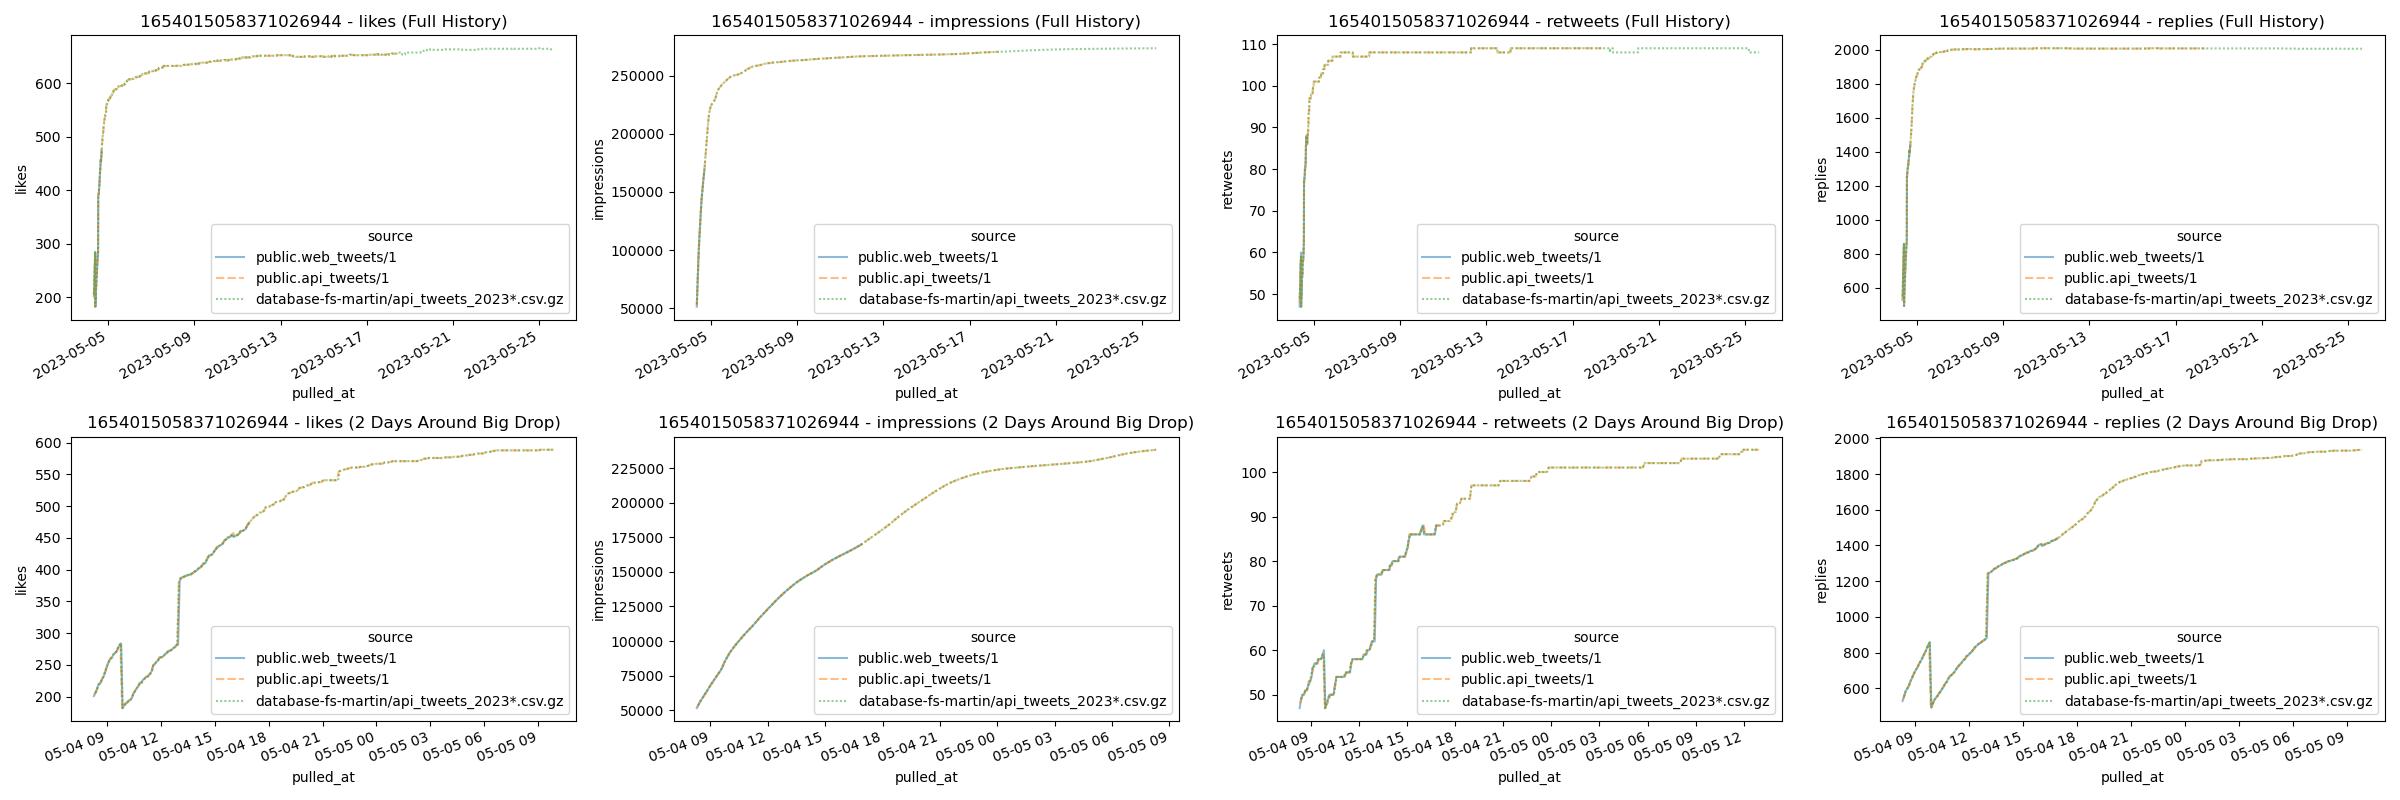 1654015058371026944 - likes (Full History)
600
500
400
300
200
likes
source
public.web_tweets/1
public.api_tweets/1
database-fs-martin/api_tweets_2023*.csv.gz
2023-05-05
2023-05-09
2023-05-13
2023-05-17
2023-05-21
2023-05-25
pulled_at
1654015058371026944 - impressions (Full History)
250000
200000
150000
100000
50000
impressions
source
public.web_tweets/1
public.api_tweets/1
database-fs-martin/api_tweets_2023*.csv.gz
2023-05-05
2023-05-09
2023-05-13
2023-05-17
2023-05-21
2023-05-25
pulled_at
1654015058371026944 - retweets (Full History)
110
100
90
80
70
60
50
retweets
source
public.web_tweets/1
public.api_tweets/1
database-fs-martin/api_tweets_2023*.csv.gz
2023-05-05
2023-05-09
2023-05-13
2023-05-17
2023-05-21
2023-05-25
pulled_at
1654015058371026944 - replies (Full History)
2000
1800
1600
1400
1200
1000
800
600
replies
source
public.web_tweets/1
public.api_tweets/1
database-fs-martin/api_tweets_2023*.csv.gz
2023-05-05
2023-05-09
2023-05-13
2023-05-17
2023-05-21
2023-05-25
pulled_at
1654015058371026944 - likes (2 Days Around Big Drop)
600
550
500
450
400
350
300
250
200
likes
source
public.web_tweets/1
public.api_tweets/1
database-fs-martin/api_tweets_2023*.csv.gz
05-04 09
05-04 12
05-04 15
05-04 18
05-04 21
05-05 00
05-05 03
05-05 06
05-05 09
pulled_at
1654015058371026944 - impressions (2 Days Around Big Drop)
225000
200000
175000
150000
125000
100000
75000
50000
impressions
source
public.web_tweets/1
public.api_tweets/1
database-fs-martin/api_tweets_2023*.csv.gz
05-04 09
05-04 12
05-04 15
05-04 18
05-04 21
05-05 00
05-05 03
05-05 06
05-05 09
pulled_at
1654015058371026944 - retweets (2 Days Around Big Drop)
100
90
80
70
60
50
retweets
source
public.web_tweets/1
public.api_tweets/1
database-fs-martin/api_tweets_2023*.csv.gz
05-04 09
05-04 12
05-04 15
05-04 18
05-04 21
05-05 00
05-05 03
05-05 06
05-05 09
05-05 12
pulled_at
1654015058371026944 - replies (2 Days Around Big Drop)
2000
1800
1600
1400
1200
1000
800
600
replies
source
public.web_tweets/1
public.api_tweets/1
database-fs-martin/api_tweets_2023*.csv.gz
05-04 09
05-04 12
05-04 15
05-04 18
05-04 21
05-05 00
05-05 03
05-05 06
05-05 09
pulled_at